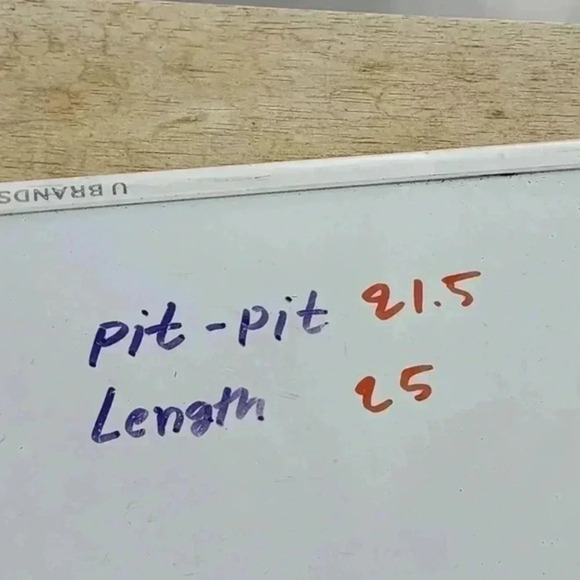 U BRANDS
pit-pit 21.5
Length 25